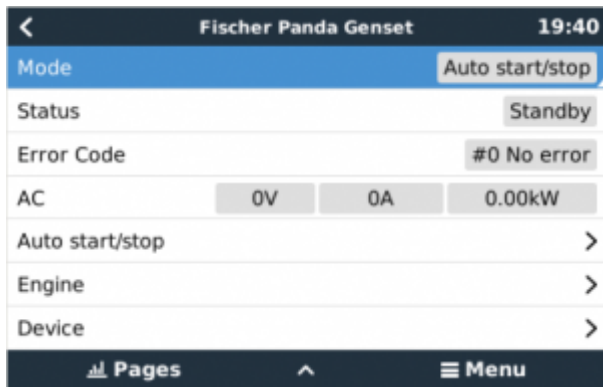 Fischer Panda Genset 19:40
Mode Auto start/stop
Status Standby
Error Code #0 No error
AC 0V 0A 0.00kW
Auto start/stop
Engine
Device
Pages Menu